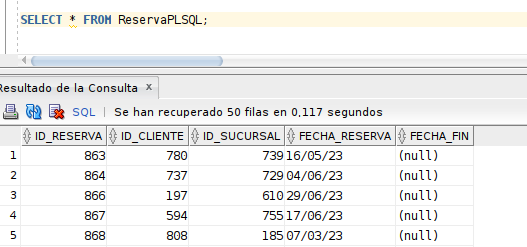 SELECT * FROM ReservaPLSQL;
Resultado de la Consulta x
SQL | Se han recuperado 50 filas en 0,117 segundos
ID_RESERVA ID_CLIENTE ID_SUCURSAL FECHA_RESERVA FECHA_FIN
1 863 780 739 16/05/23 (null)
2 864 737 729 04/06/23 (null)
3 866 197 610 29/06/23 (null)
4 867 594 755 17/06/23 (null)
5 868 808 185 07/03/23 (null)